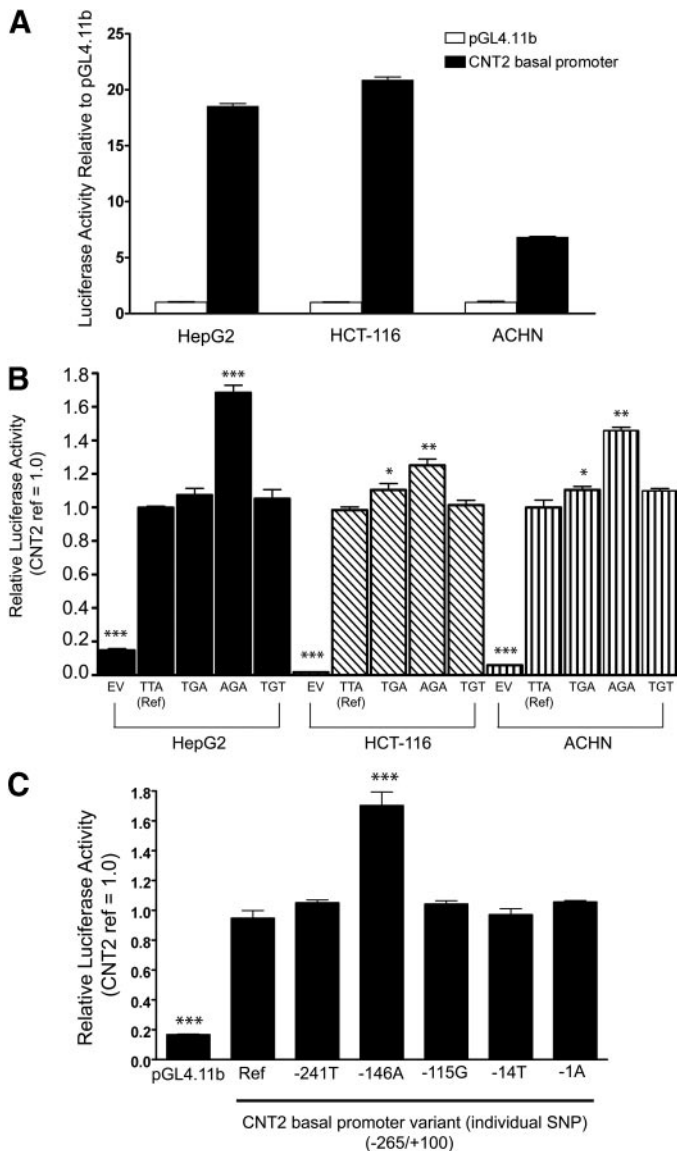 A
Luciferase Activity Relative to pGL4.11b
25
20
15
10
5
0
pGL4.11b
CNT2 basal promoter
HepG2
HCT-116
ACHN
B
Relative Luciferase Activity
(CNT2 ref = 1.0)
1.8
1.6
1.4
1.2
1.0
0.8
0.6
0.4
0.2
0.0
***
***
***
*
**
***
*
**
EV TTA TGA AGA TGT EV TTA TGA AGA TGT EV TTA TGA AGA TGT
(Ref) (Ref) (Ref)
HepG2 HCT-116 ACHN
C
Relative Luciferase Activity
(CNT2 ref = 1.0)
1.8
1.6
1.4
1.2
1.0
0.8
0.6
0.4
0.2
0.0
***
***
pGL4.11b Ref -241T -146A -115G -14T -1A
CNT2 basal promoter variant (individual SNP)
(-265/+100)